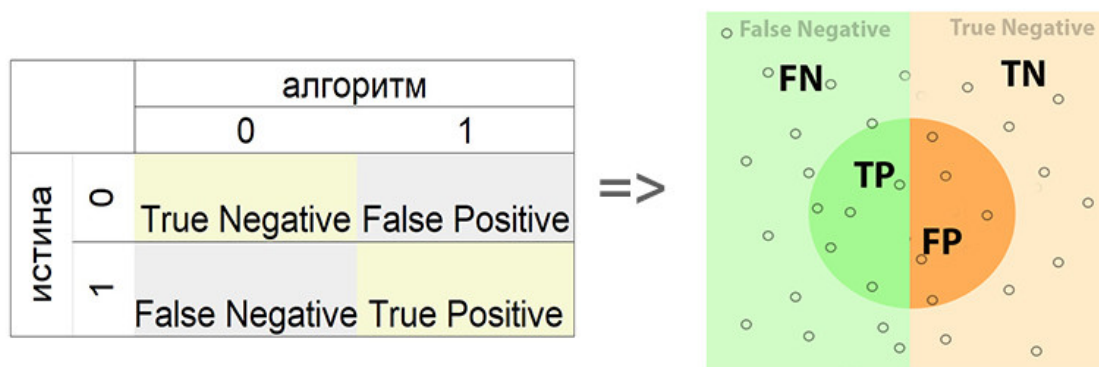 алгоритм
0 1
истина
0
True Negative False Positive
1
False Negative True Positive
=>
False Negative True Negative
FN TN
TP
FP